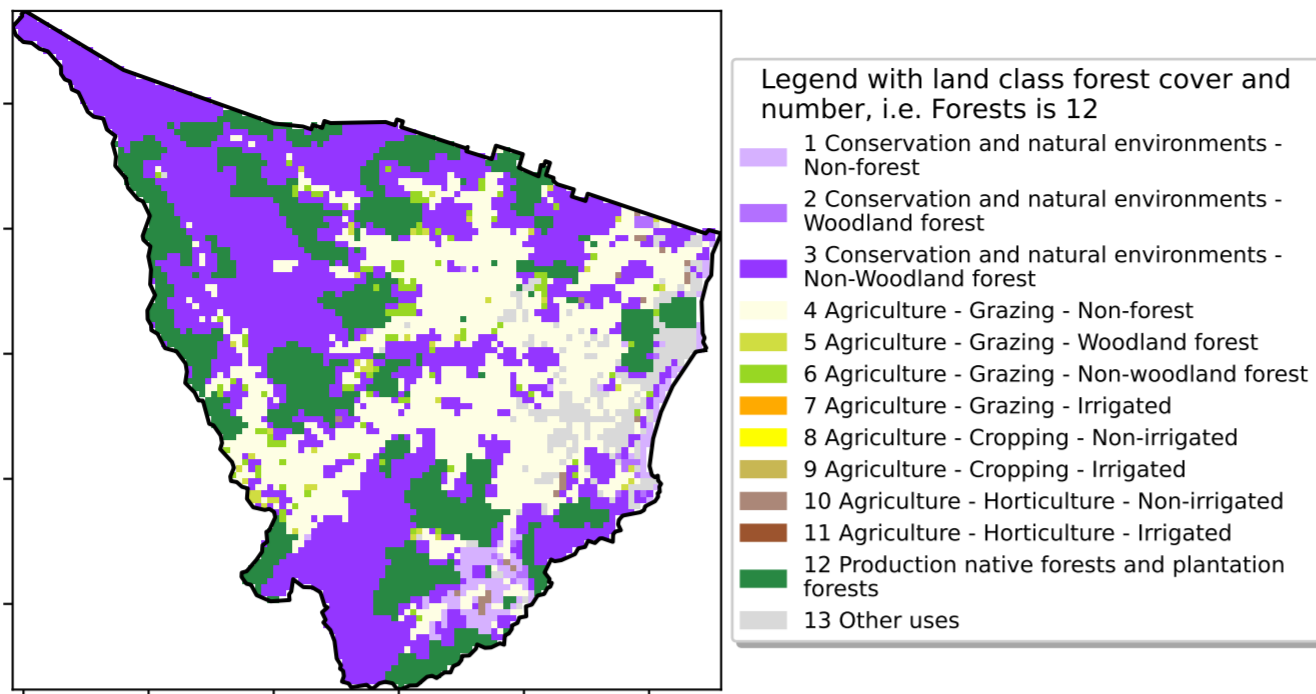 Legend with land class forest cover and
number, i.e. Forests is 12
1 Conservation and natural environments -
Non-forest
2 Conservation and natural environments -
Woodland forest
3 Conservation and natural environments -
Non-Woodland forest
4 Agriculture - Grazing - Non-forest
5 Agriculture - Grazing - Woodland forest
6 Agriculture - Grazing - Non-woodland forest
7 Agriculture - Grazing - Irrigated
8 Agriculture - Cropping - Non-irrigated
9 Agriculture - Cropping - Irrigated
10 Agriculture - Horticulture - Non-irrigated
11 Agriculture - Horticulture - Irrigated
12 Production native forests and plantation
forests
13 Other uses